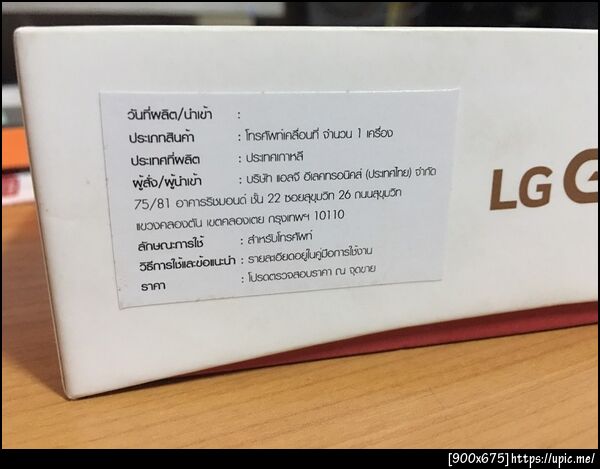 วันที่ผลิต/นำเข้า :
ประเภทสินค้า : โทรศัพท์เคลื่อนที่ จำนวน 1 เครื่อง
ประเทศที่ผลิต : ประเทศเกาหลี
ผู้สั่ง/ผู้นำเข้า : บริษัท แอลจี อีเลคทรอนิคส์ (ประเทศไทย) จำกัด
75/81 อาคารริชมอนด์ ชั้น 22 ซอยสุขุมวิท 26 ถนนสุขุมวิท
แขวงคลองตัน เขตคลองเตย กรุงเทพฯ 10110
ลักษณะการใช้ : สำหรับโทรศัพท์
วิธีการใช้และข้อแนะนำ : รายละเอียดอยู่ในคู่มือการใช้งาน
ราคา : โปรดตรวจสอบราคา ณ จุดขาย
LG G
[900x675]https://upic.me/